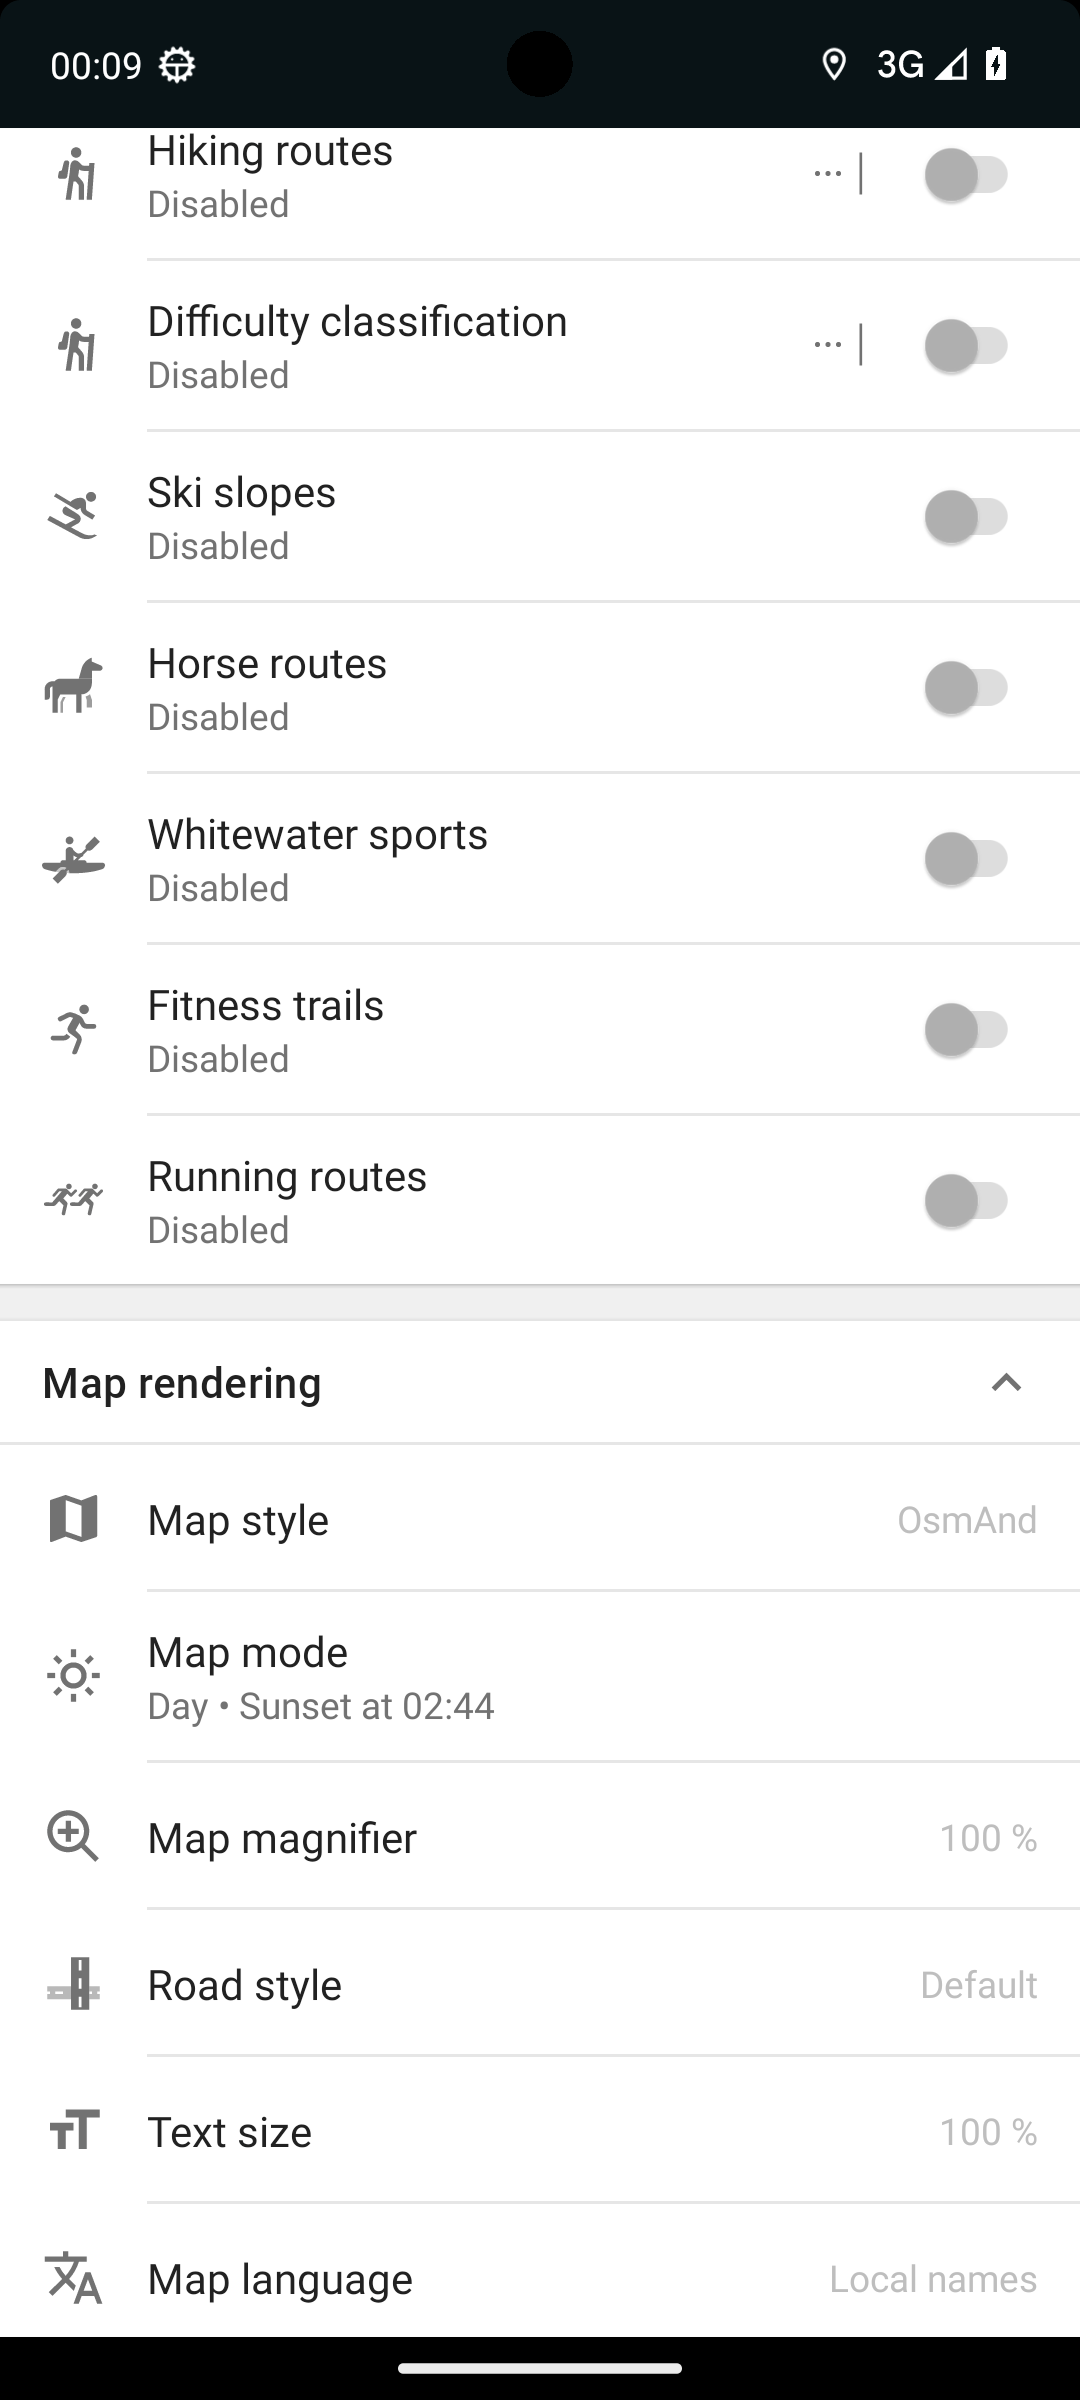 00:09
3G
Hiking routes
Disabled
Difficulty classification
Disabled
Ski slopes
Disabled
Horse routes
Disabled
Whitewater sports
Disabled
Fitness trails
Disabled
Running routes
Disabled
Map rendering
Map style
OsmAnd
Map mode
Day • Sunset at 02:44
Map magnifier
100 %
Road style
Default
Text size
100 %
Map language
Local names